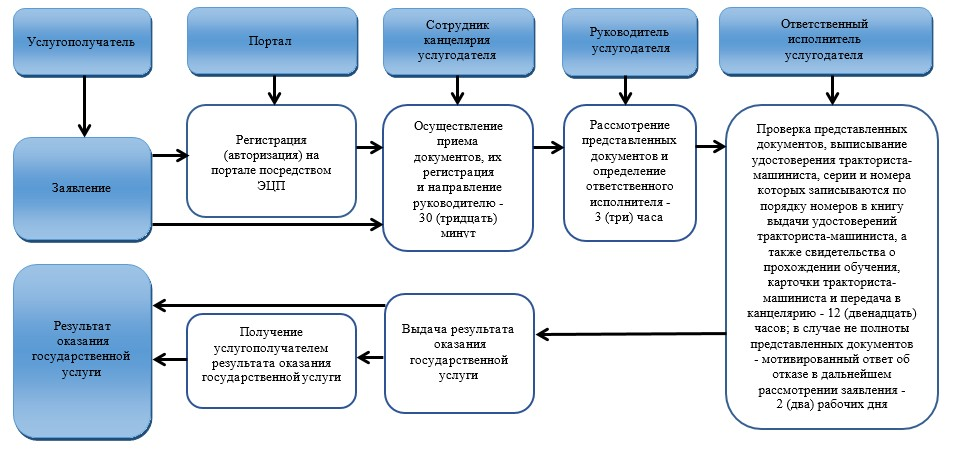 Услугополучатель
Портал
Сотрудник
канцелярия
услугодателя
Руководитель
услугодателя
Ответственный
исполнитель
услугодателя
Заявление
Регистрация
(авторизация) на
портале посредством
ЭЦП
Осуществление
приема
документов, их
регистрация
и направление
руководителю -
30 (тридцать)
минут
Рассмотрение
представленных
документов и
определение
ответственного
исполнителя -
3 (три) часа
Проверка представленных
документов, выписывание
удостоверения тракториста-
машиниста, серии и номера
которых записываются по
порядку номеров в книгу
выдачи удостоверений
тракториста-машиниста, а
также свидетельства о
прохождении обучения,
карточки тракториста-
машиниста и передача в
канцелярию - 12 (двенадцать)
часов; в случае не полноты
представленных документов
- мотивированный ответ об
отказе в дальнейшем
рассмотрении заявления -
2 (два) рабочих дня
Результат
оказания
государственной
услуги
Получение
услугополучателем
результата оказания
государственной услуги
Выдача результата
оказания
государственной
услуги